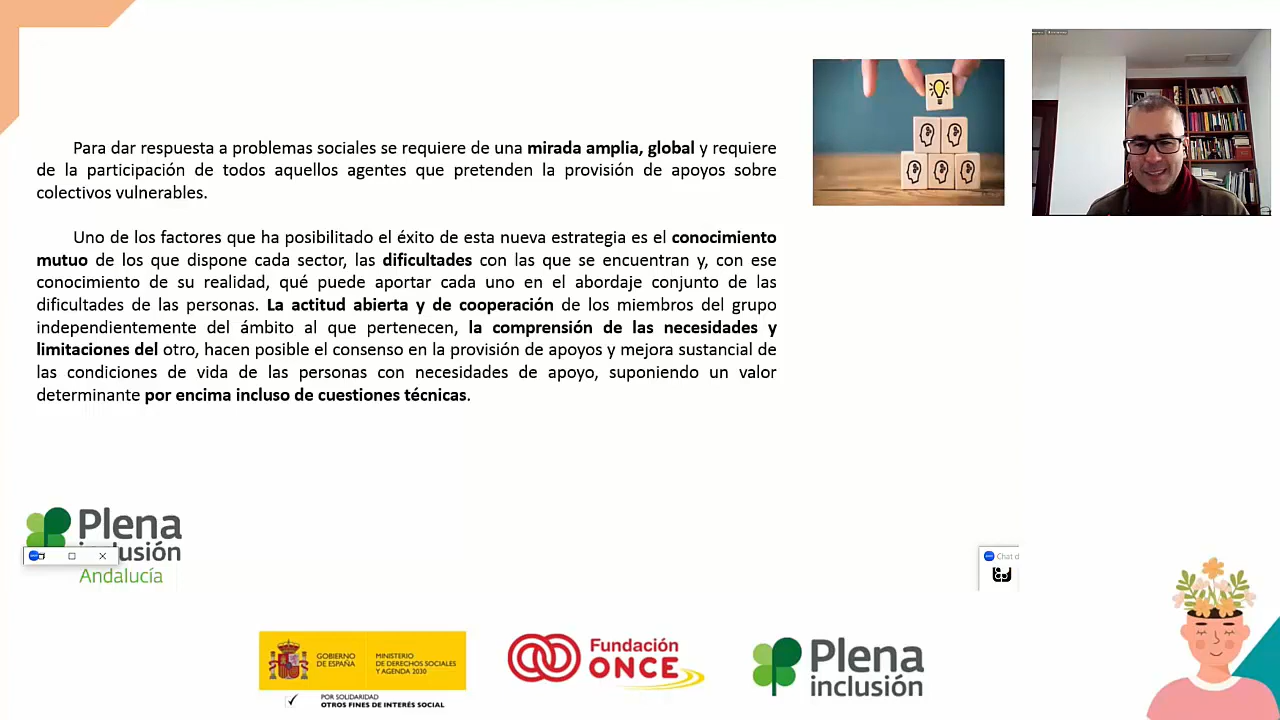 Para dar respuesta a problemas sociales se requiere de una mirada amplia, global y requiere
de la participación de todos aquellos agentes que pretenden la provisión de apoyos sobre
colectivos vulnerables.
Uno de los factores que ha posibilitado el éxito de esta nueva estrategia es el conocimiento
mutuo de los que dispone cada sector, las dificultades con las que se encuentran y, con ese
conocimiento de su realidad, qué puede aportar cada uno en el abordaje conjunto de las
dificultades de las personas. La actitud abierta y de cooperación de los miembros del grupo
independientemente del ámbito al que pertenecen, la comprensión de las necesidades y
limitaciones del otro, hacen posible el consenso en la provisión de apoyos y mejora sustancial de
las condiciones de vida de las personas con necesidades de apoyo, suponiendo un valor
determinante por encima incluso de cuestiones técnicas.
Plena
inclusión
Andalucía
Chat d
GOBIERNO
DE ESPAÑA
MINISTERIO
DE DERECHOS SOCIALES
Y AGENDA 2030
POR SOLIDARIDAD
OTROS FINES DE INTERÉS SOCIAL
Fundación
ONCE
Plena
inclusión